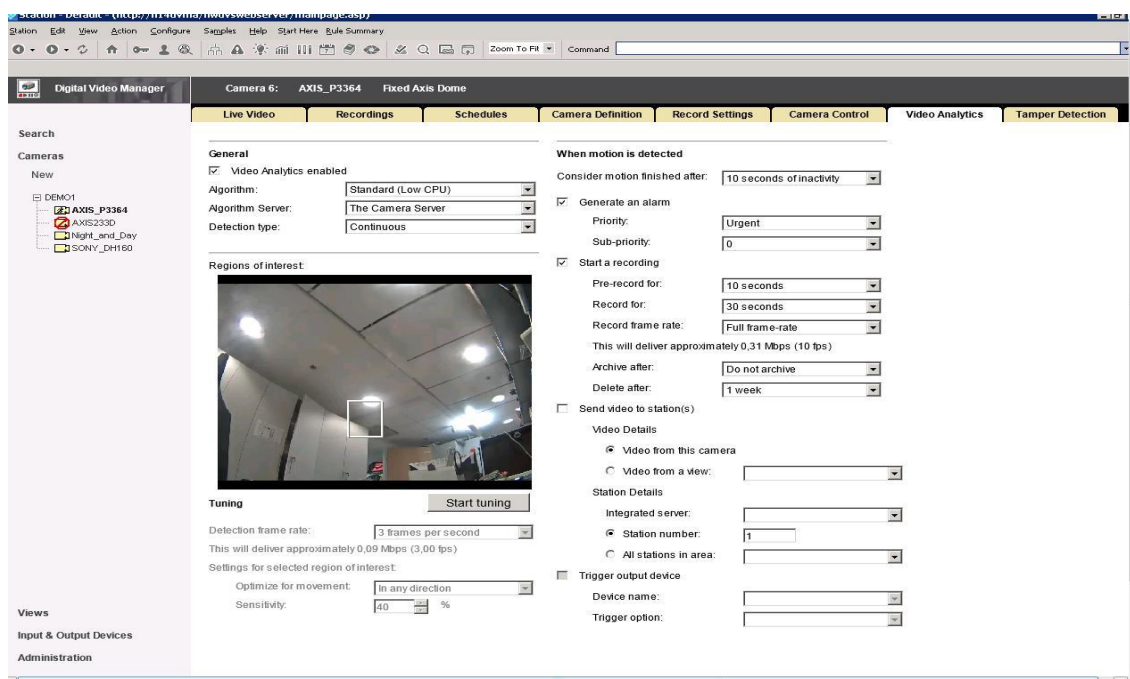 Station - Default - (http://n14dvma/hwdvswebserver/mainpage.asp)
Station Edit View Action Configure Samples Help Start Here Rule Summary
Zoom To Fit Command
Digital Video Manager Camera 6: AXIS_P3364 Fixed Axis Dome
Live Video Recordings Schedules Camera Definition Record Settings Camera Control Video Analytics Tamper Detection
Search
Cameras
New
DEMO1
AXIS_P3364
AXIS233D
Night_and_Day
SONY_DH160
Views
Input & Output Devices
Administration
General
Video Analytics enabled
Algorithm: Standard (Low CPU)
Algorithm Server: The Camera Server
Detection type: Continuous
Regions of interest:
Tuning Start tuning
Detection frame rate: 3 frames per second
This will deliver approximately 0,09 Mbps (3,00 fps)
Settings for selected region of interest:
Optimize for movement: In any direction
Sensitivity: 40 %
When motion is detected
Consider motion finished after: 10 seconds of inactivity
Generate an alarm
Priority: Urgent
Sub-priority: 0
Start a recording
Pre-record for: 10 seconds
Record for: 30 seconds
Record frame rate: Full frame-rate
This will deliver approximately 0,31 Mbps (10 fps)
Archive after: Do not archive
Delete after: 1 week
Send video to station(s)
Video Details
Video from this camera
Video from a view:
Station Details
Integrated server:
Station number: 1
All stations in area:
Trigger output device
Device name:
Trigger option: